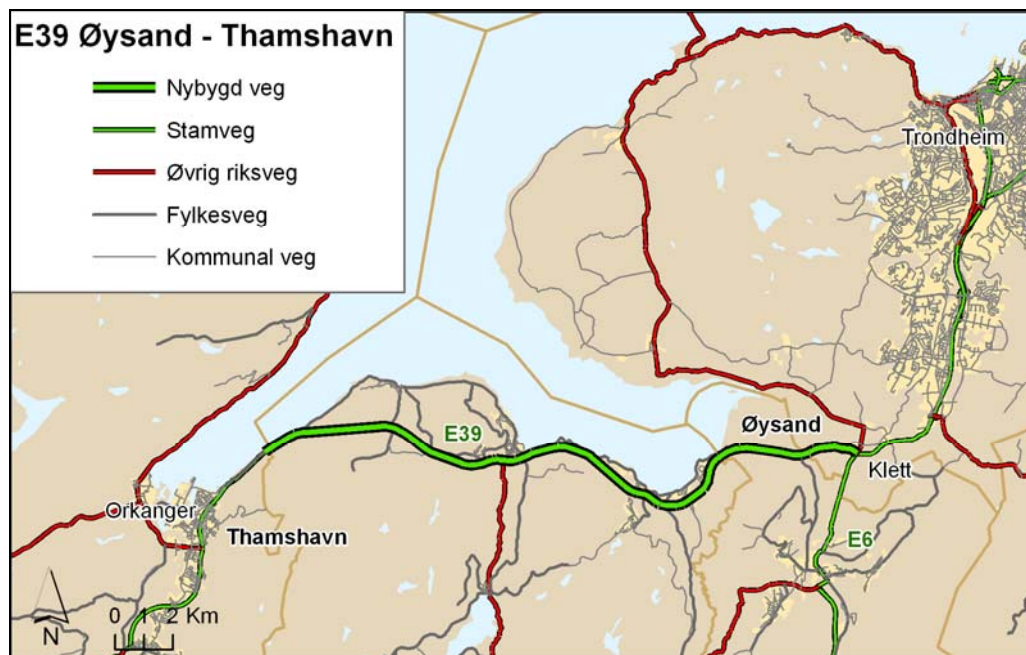 E39 Øysand - Thamshavn
Nybygd veg
Stamveg
Øvrig riksveg
Fylkesveg
Kommunal veg
Trondheim
E39
Øysand
Klett
Orkanger
Thamshavn
E6
N
0 1 2 Km